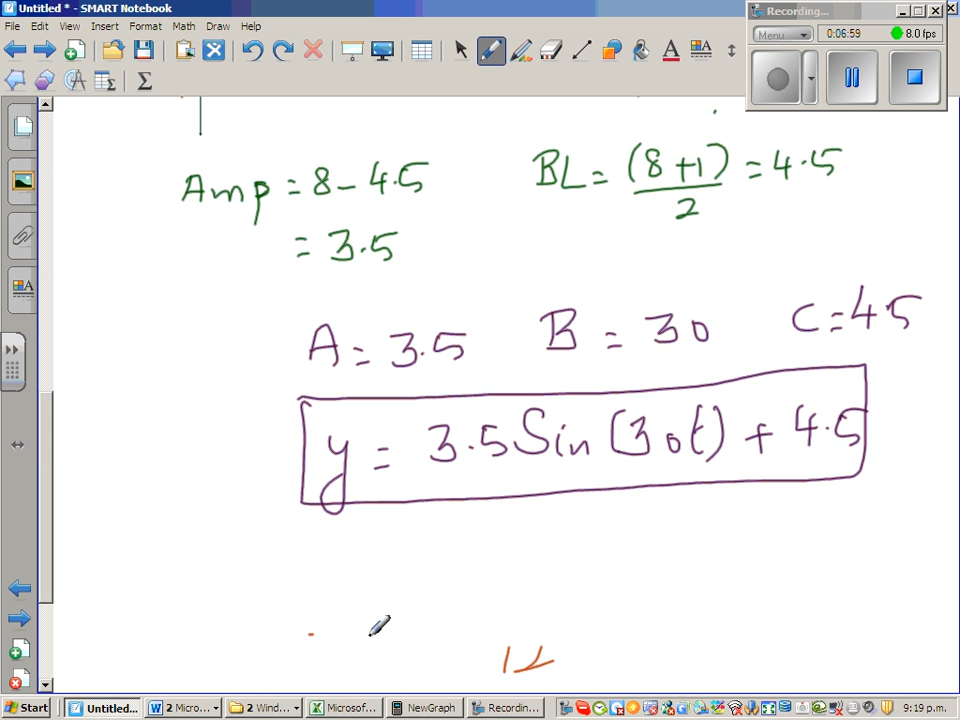 Untitled * - SMART Notebook
File Edit View Insert Format Tools Draw Window Help
Recording...
Menu 0:06:59 8.0 fps
Amp = 8 - 4.5
= 3.5
BL = (8 + 1) = 4.5
2
A = 3.5 B = 30 C = 4.5
y = 3.5 Sin (30t) + 4.5
12
Start Untitled... 2 Micro... 2 Wind... Microsof... NewGraph Recordin... 9:19 p.m.